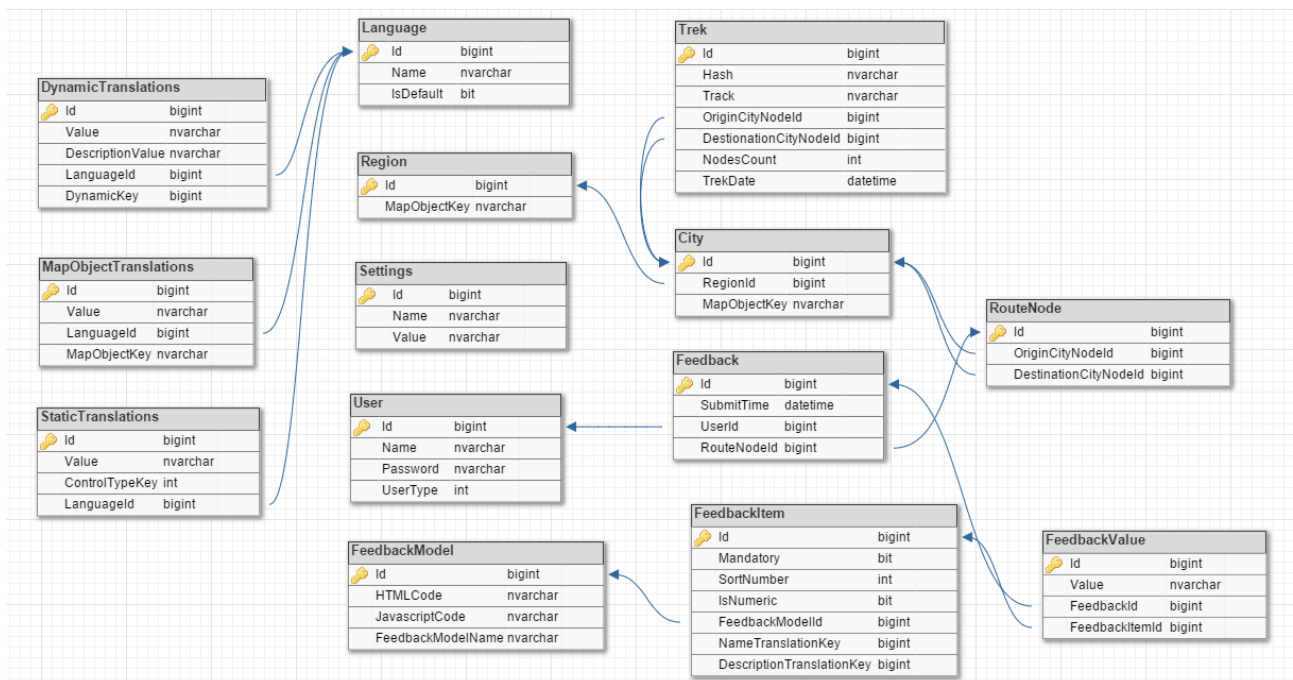 Language
Id bigint
Name nvarchar
IsDefault bit
Trek
Id bigint
Hash nvarchar
Track nvarchar
OriginCityNodeId bigint
DestionationCityNodeId bigint
NodesCount int
TrekDate datetime
DynamicTranslations
Id bigint
Value nvarchar
DescriptionValue nvarchar
LanguageId bigint
DynamicKey bigint
Region
Id bigint
MapObjectKey nvarchar
City
Id bigint
RegionId bigint
MapObjectKey nvarchar
MapObjectTranslations
Id bigint
Value nvarchar
LanguageId bigint
MapObjectKey nvarchar
Settings
Id bigint
Name nvarchar
Value nvarchar
RouteNode
Id bigint
OriginCityNodeId bigint
DestinationCityNodeId bigint
Feedback
Id bigint
SubmitTime datetime
UserId bigint
RouteNodeId bigint
User
Id bigint
Name nvarchar
Password nvarchar
UserType int
StaticTranslations
Id bigint
Value nvarchar
ControlTypeKey int
LanguageId bigint
FeedbackItem
Id bigint
Mandatory bit
SortNumber int
IsNumeric bit
FeedbackModelId bigint
NameTranslationKey bigint
DescriptionTranslationKey bigint
FeedbackValue
Id bigint
Value nvarchar
FeedbackId bigint
FeedbackItemId bigint
FeedbackModel
Id bigint
HTMLCode nvarchar
JavascriptCode nvarchar
FeedbackModelName nvarchar